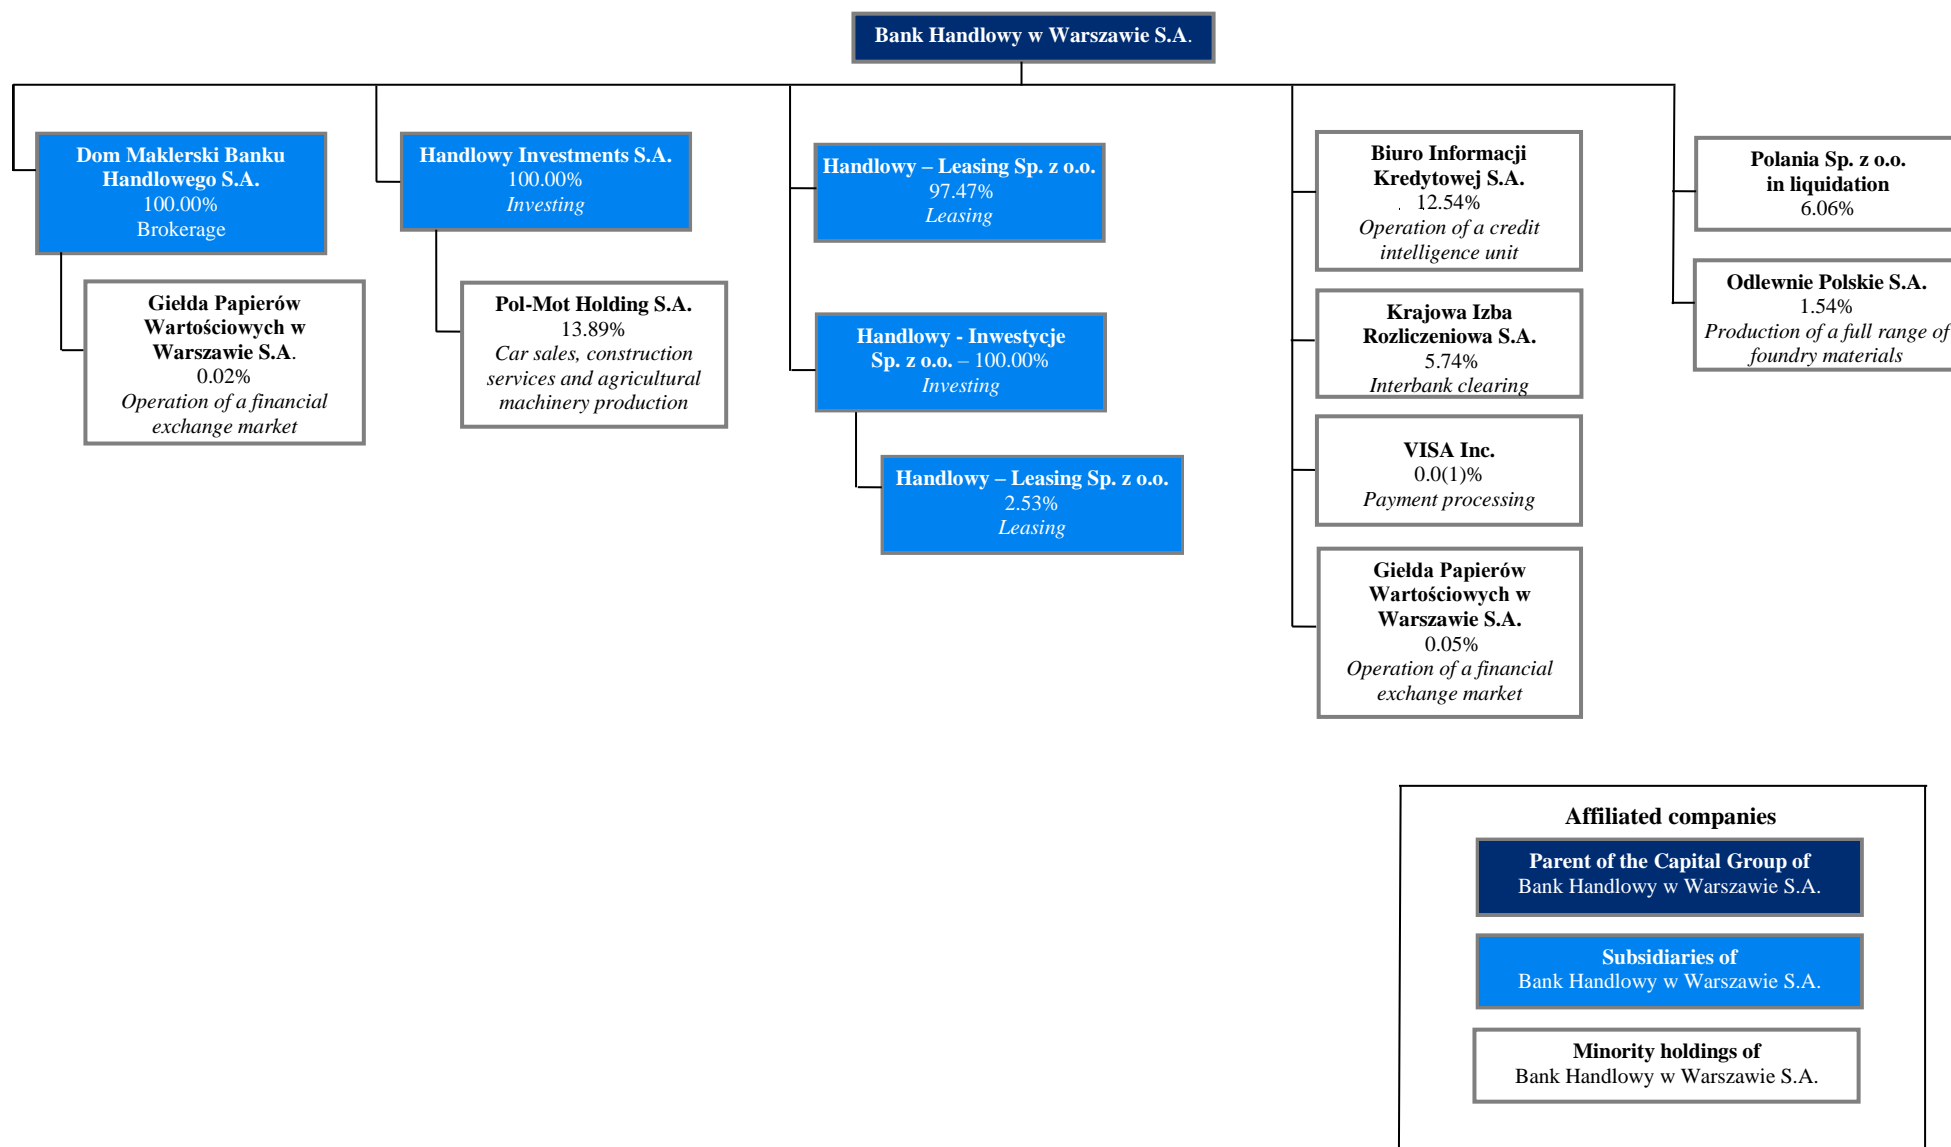 Bank Handlowy w Warszawie S.A.
Dom Maklerski Banku
Handlowego S.A.
100.00%
Brokerage
Giełda Papierów
Wartościowych w
Warszawie S.A.
0.02%
Operation of a financial
exchange market
Handlowy Investments S.A.
100.00%
Investing
Pol-Mot Holding S.A.
13.89%
Car sales, construction
services and agricultural
machinery production
Handlowy – Leasing Sp. z o.o.
97.47%
Leasing
Handlowy - Inwestycje
Sp. z o.o. – 100.00%
Investing
Handlowy – Leasing Sp. z o.o.
2.53%
Leasing
Biuro Informacji
Kredytowej S.A.
12.54%
Operation of a credit
intelligence unit
Krajowa Izba
Rozliczeniowa S.A.
5.74%
Interbank clearing
VISA Inc.
0.0(1)%
Payment processing
Giełda Papierów
Wartościowych w
Warszawie S.A.
0.05%
Operation of a financial
exchange market
Polania Sp. z o.o.
in liquidation
6.06%
Odlewnie Polskie S.A.
1.54%
Production of a full range of
foundry materials
Affiliated companies
Parent of the Capital Group of
Bank Handlowy w Warszawie S.A.
Subsidiaries of
Bank Handlowy w Warszawie S.A.
Minority holdings of
Bank Handlowy w Warszawie S.A.